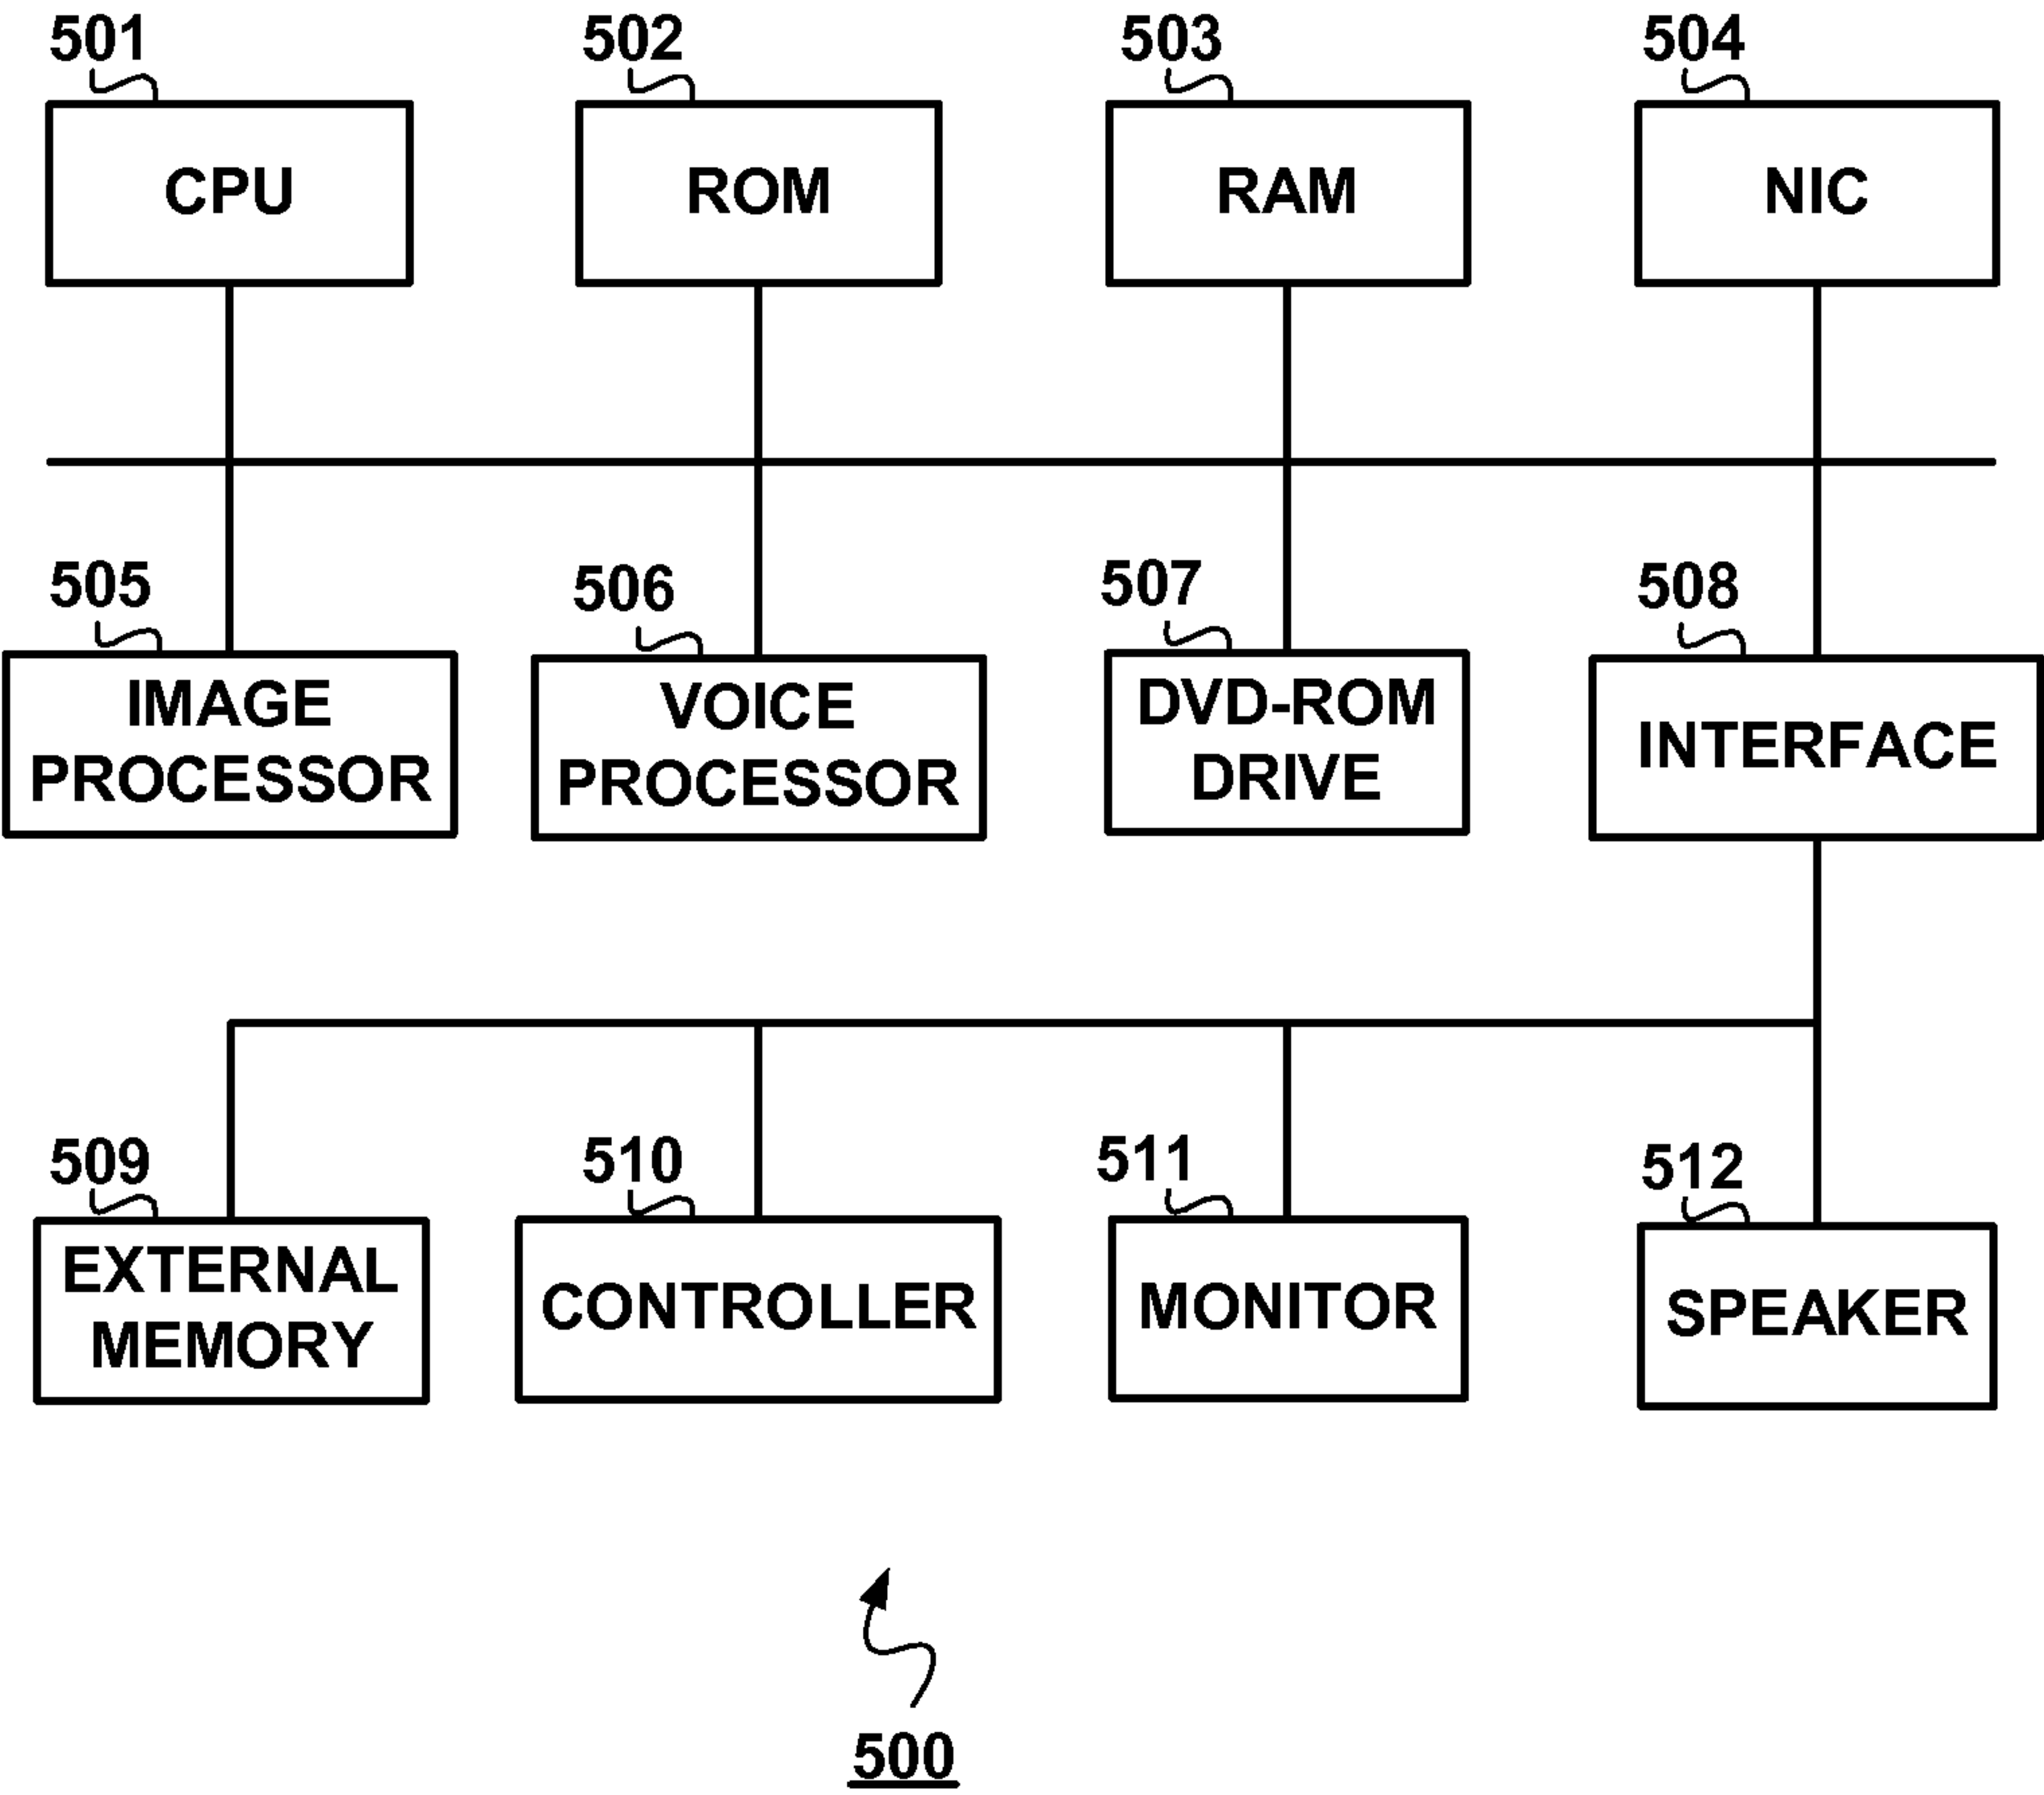 501
502
503
504
CPU
ROM
RAM
NIC
505
506
507
508
IMAGE
PROCESSOR
VOICE
PROCESSOR
DVD-ROM
DRIVE
INTERFACE
509
510
511
512
EXTERNAL
MEMORY
CONTROLLER
MONITOR
SPEAKER
500